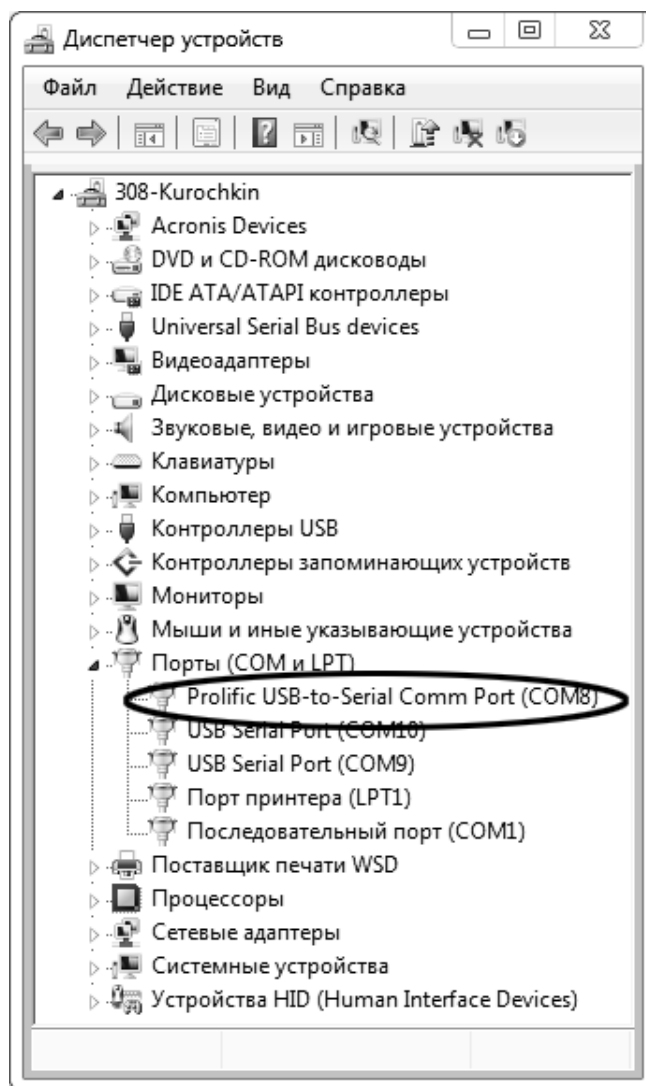 Диспетчер устройств
Файл Действие Вид Справка
308-Kurochkin
Acronis Devices
DVD и CD-ROM дисководы
IDE ATA/ATAPI контроллеры
Universal Serial Bus devices
Видеоадаптеры
Дисковые устройства
Звуковые, видео и игровые устройства
Клавиатуры
Компьютер
Контроллеры USB
Контроллеры запоминающих устройств
Мониторы
Мыши и иные указывающие устройства
Порты (COM и LPT)
Prolific USB-to-Serial Comm Port (COM8)
USB Serial Port (COM10)
USB Serial Port (COM9)
Порт принтера (LPT1)
Последовательный порт (COM1)
Поставщик печати WSD
Процессоры
Сетевые адаптеры
Системные устройства
Устройства HID (Human Interface Devices)